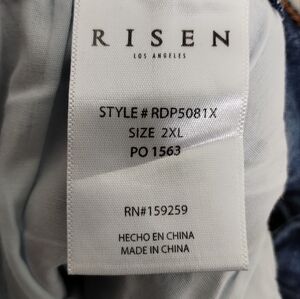 RISEN
LOS ANGELES
STYLE # RDP5081X
SIZE 2XL
PO 1563
RN#159259
HECHO EN CHINA
MADE IN CHINA